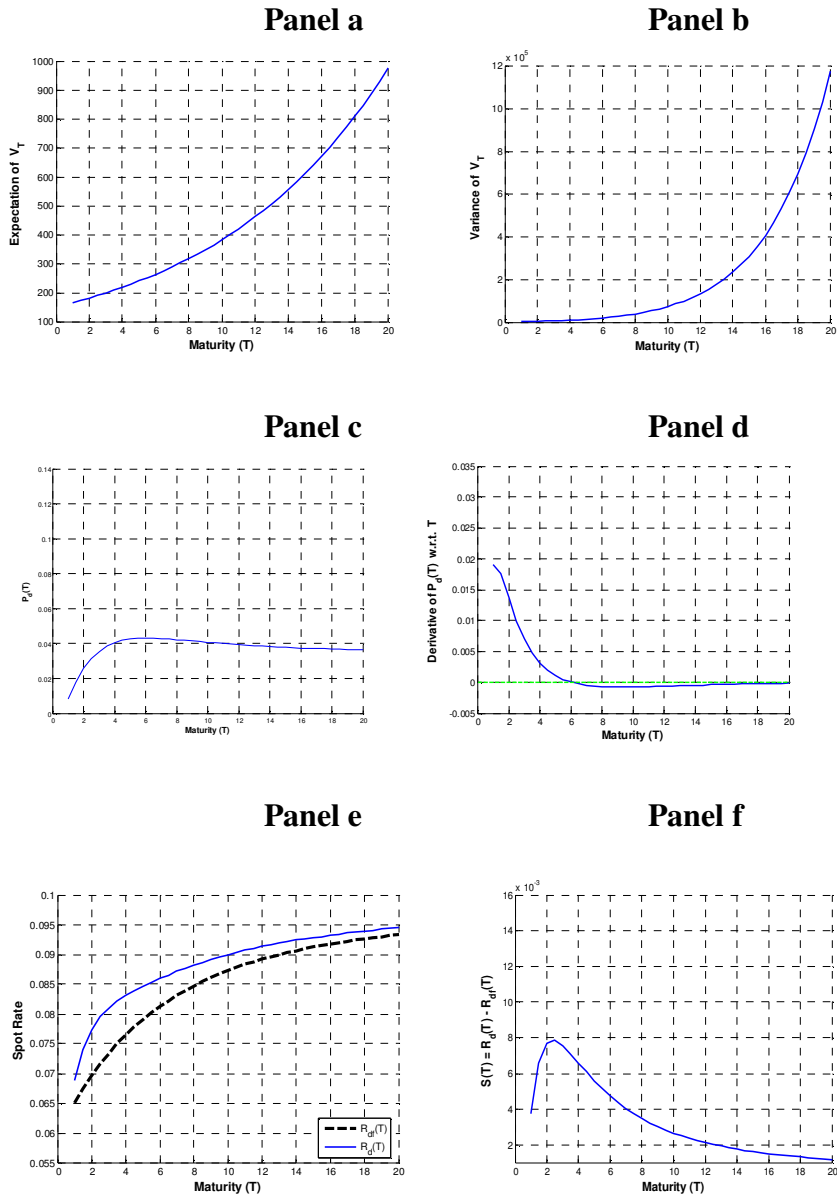 Panel a
1000
900
800
700
600
500
400
300
200
100
Expectation of V_T
0 2 4 6 8 10 12 14 16 18 20
Maturity (T)
Panel b
x 10^5
12
10
8
6
4
2
0
Variance of V_T
0 2 4 6 8 10 12 14 16 18 20
Maturity (T)
Panel c
0.14
0.12
0.1
0.08
0.06
0.04
0.02
0
P_d(T)
0 2 4 6 8 10 12 14 16 18 20
Maturity (T)
Panel d
0.035
0.03
0.025
0.02
0.015
0.01
0.005
0
-0.005
Derivative of P_d(T) w.r.t. T
0 2 4 6 8 10 12 14 16 18 20
Maturity (T)
Panel e
0.1
0.095
0.09
0.085
0.08
0.075
0.07
0.065
0.06
0.055
Spot Rate
R_df(T)
R_d(T)
0 2 4 6 8 10 12 14 16 18 20
Maturity (T)
Panel f
x 10^-3
16
14
12
10
8
6
4
2
S(T) = R_d(T) - R_df(T)
0 2 4 6 8 10 12 14 16 18 20
Maturity (T)